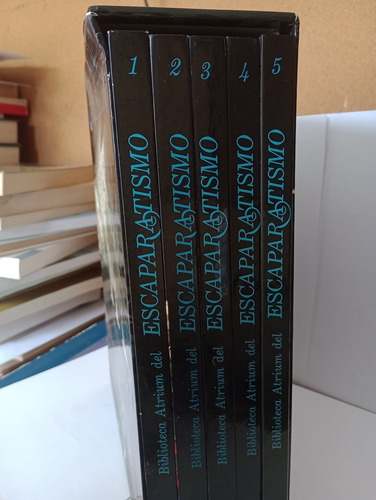 1
Biblioteca Atrium del ESCAPARATISMO
2
Biblioteca Atrium del ESCAPARATISMO
3
Biblioteca Atrium del ESCAPARATISMO
4
Biblioteca Atrium del ESCAPARATISMO
5
Biblioteca Atrium del ESCAPARATISMO